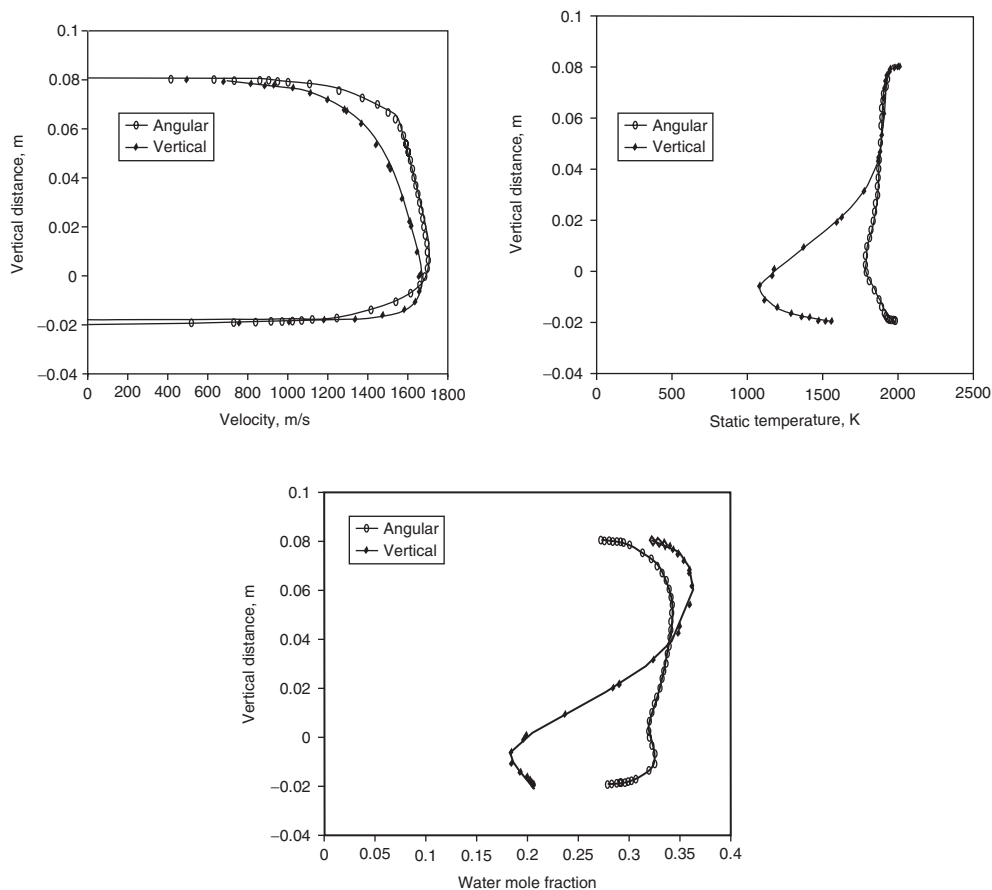 0.1
0.08
0.06
0.04
0.02
0
−0.02
−0.04
Vertical distance, m
Angular
Vertical
0 200 400 600 800 1000 1200 1400 1600 1800
Velocity, m/s
0.1
0.08
0.06
0.04
0.02
0
−0.02
−0.04
Vertical distance, m
Angular
Vertical
0 500 1000 1500 2000 2500
Static temperature, K
0.1
0.08
0.06
0.04
0.02
0
−0.02
−0.04
Vertical distance, m
Angular
Vertical
0 0.05 0.1 0.15 0.2 0.25 0.3 0.35 0.4
Water mole fraction